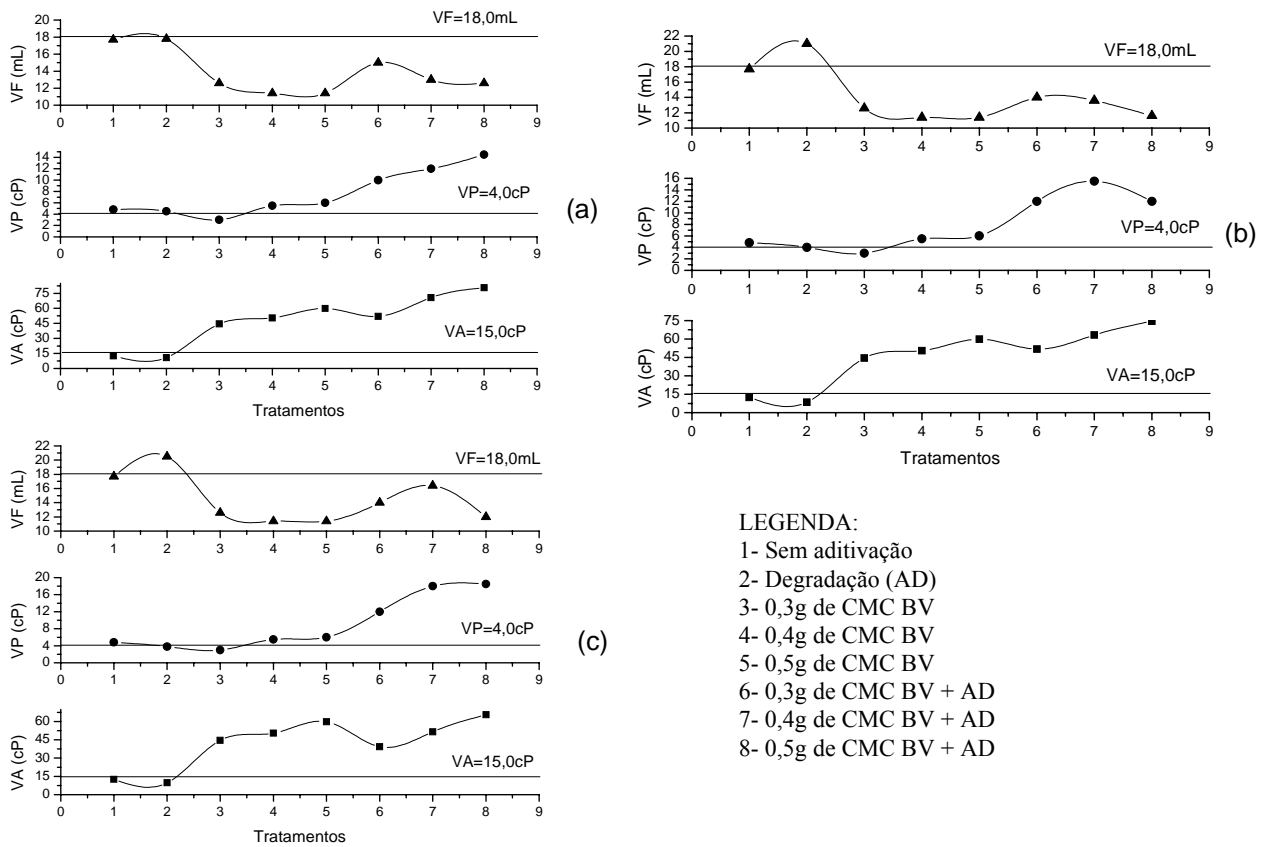 VF=18,0mL
VF (mL)
20
18
16
14
12
10
0 1 2 3 4 5 6 7 8 9
VP=4,0cP
VP (cP)
14
12
10
8
6
4
2
0
0 1 2 3 4 5 6 7 8 9
(a)
VA=15,0cP
VA (cP)
75
60
45
30
15
0
0 1 2 3 4 5 6 7 8 9
Tratamentos
VF=18,0mL
VF (mL)
22
20
18
16
14
12
10
0 1 2 3 4 5 6 7 8 9
VP=4,0cP
VP (cP)
16
14
12
10
8
6
4
2
0
0 1 2 3 4 5 6 7 8 9
(b)
VA=15,0cP
VA (cP)
75
60
45
30
15
0
0 1 2 3 4 5 6 7 8 9
Tratamentos
VF=18,0mL
VF (mL)
22
20
18
16
14
12
10
0 1 2 3 4 5 6 7 8 9
VP=4,0cP
VP (cP)
20
16
12
8
4
0
0 1 2 3 4 5 6 7 8 9
(c)
VA=15,0cP
VA (cP)
60
45
30
15
0
0 1 2 3 4 5 6 7 8 9
Tratamentos
LEGENDA:
1- Sem aditivação
2- Degradação (AD)
3- 0,3g de CMC BV
4- 0,4g de CMC BV
5- 0,5g de CMC BV
6- 0,3g de CMC BV + AD
7- 0,4g de CMC BV + AD
8- 0,5g de CMC BV + AD